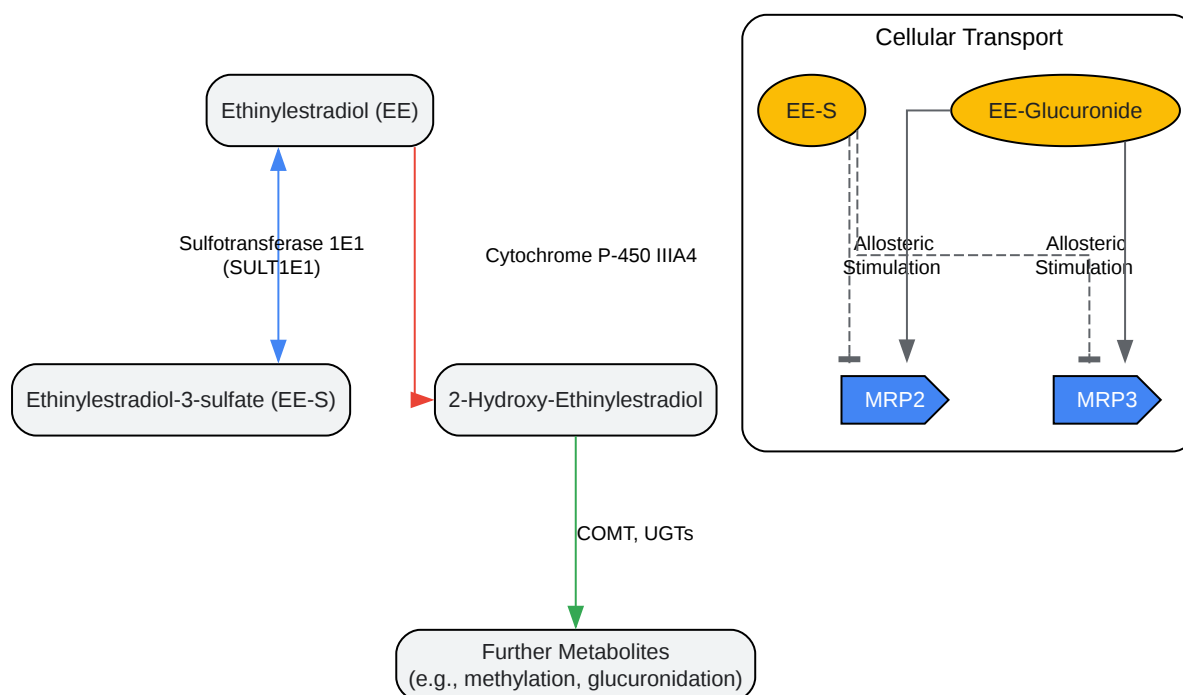 Cellular Transport
Ethinylestradiol (EE)
EE-S
EE-Glucuronide
Sulfotransferase 1E1
(SULT1E1)
Cytochrome P-450 IIIA4
Allosteric
Stimulation
Allosteric
Stimulation
Ethinylestradiol-3-sulfate (EE-S)
2-Hydroxy-Ethinylestradiol
MRP2
MRP3
COMT, UGTs
Further Metabolites
(e.g., methylation, glucuronidation)